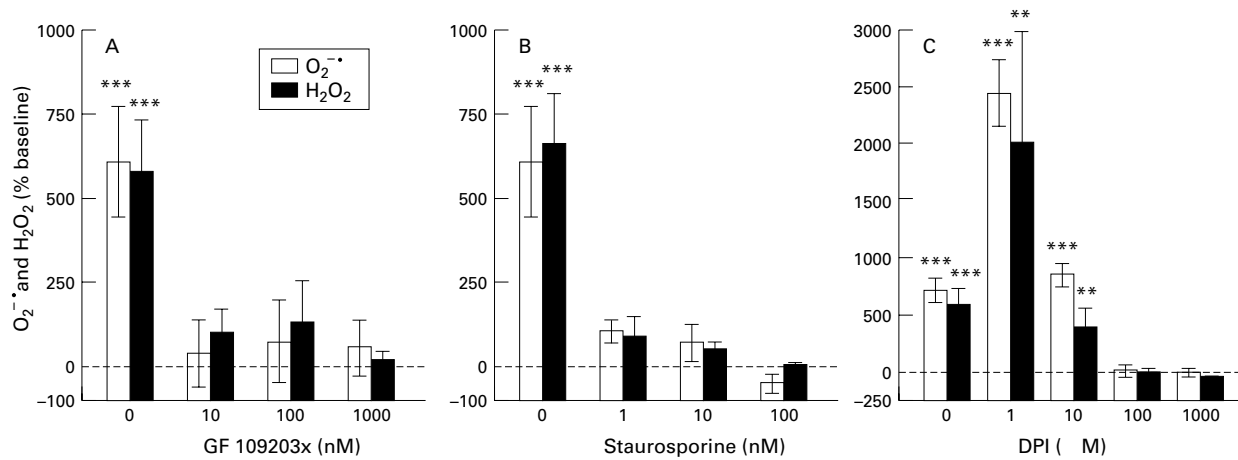 O₂⁻• and H₂O₂ (% baseline)
A
O₂⁻•
H₂O₂
1000
750
500
250
0
−100
*** ***
0 10 100 1000
GF 109203x (nM)
B
1000
750
500
250
0
−100
*** ***
0 1 10 100
Staurosporine (nM)
C
3000
2500
2000
1500
1000
500
0
−250
*** *** *** ** *** **
0 1 10 100 1000
DPI ( M)